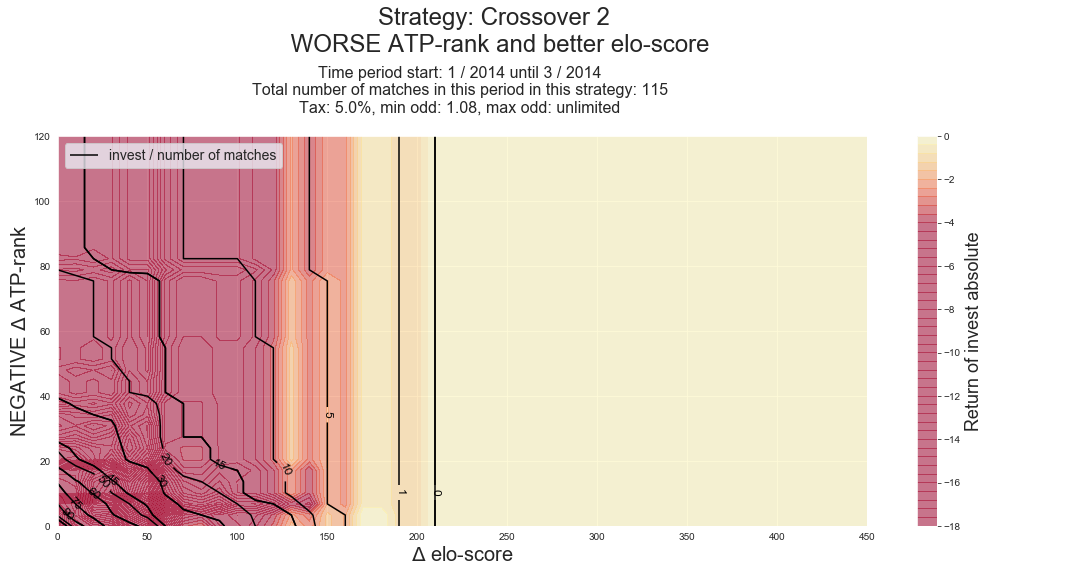 Strategy: Crossover 2
WORSE ATP-rank and better elo-score
Time period start: 1 / 2014 until 3 / 2014
Total number of matches in this period in this strategy: 115
Tax: 5.0%, min odd: 1.08, max odd: unlimited
invest / number of matches
NEGATIVE Δ ATP-rank
120
100
80
60
40
20
0
0 50 100 150 200 250 300 350 400 450
Δ elo-score
20
15
10
5
1
0
30
0
−2
−4
−6
−8
−10
−12
−14
−16
−18
Return of invest absolute